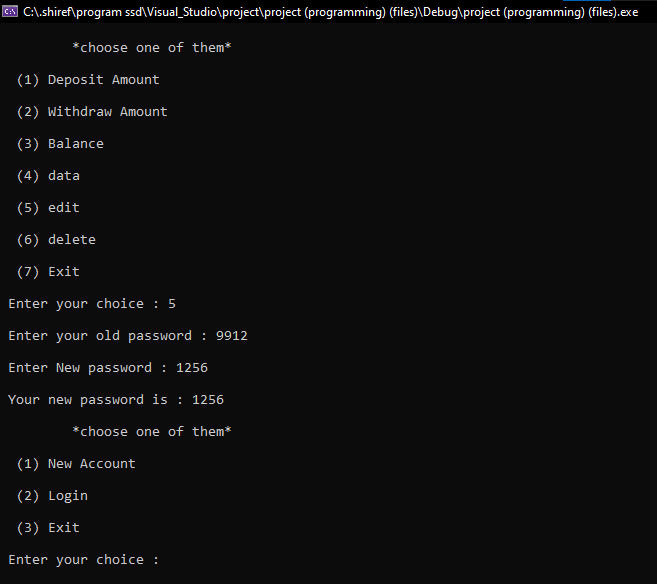 C:\.shiref\program ssd\Visual_Studio\project\project (programming) (files)\Debug\project (programming) (files).exe
*choose one of them*
(1) Deposit Amount
(2) Withdraw Amount
(3) Balance
(4) data
(5) edit
(6) delete
(7) Exit
Enter your choice : 5
Enter your old password : 9912
Enter New password : 1256
Your new password is : 1256
*choose one of them*
(1) New Account
(2) Login
(3) Exit
Enter your choice :